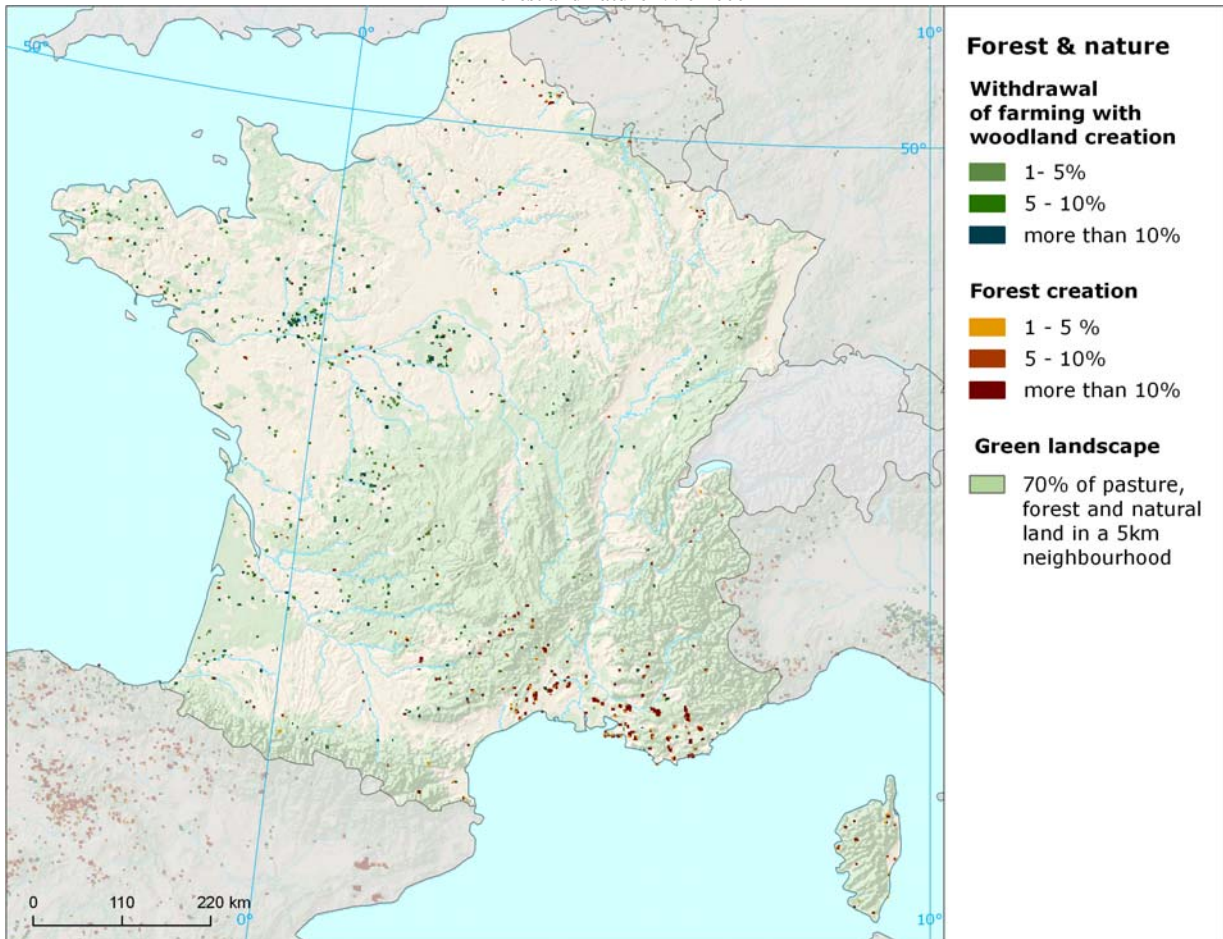 50°
0°
10°
50°
0
110
220 km
0°
10°
Forest & nature
Withdrawal
of farming with
woodland creation
1- 5%
5 - 10%
more than 10%
Forest creation
1 - 5 %
5 - 10%
more than 10%
Green landscape
70% of pasture,
forest and natural
land in a 5km
neighbourhood